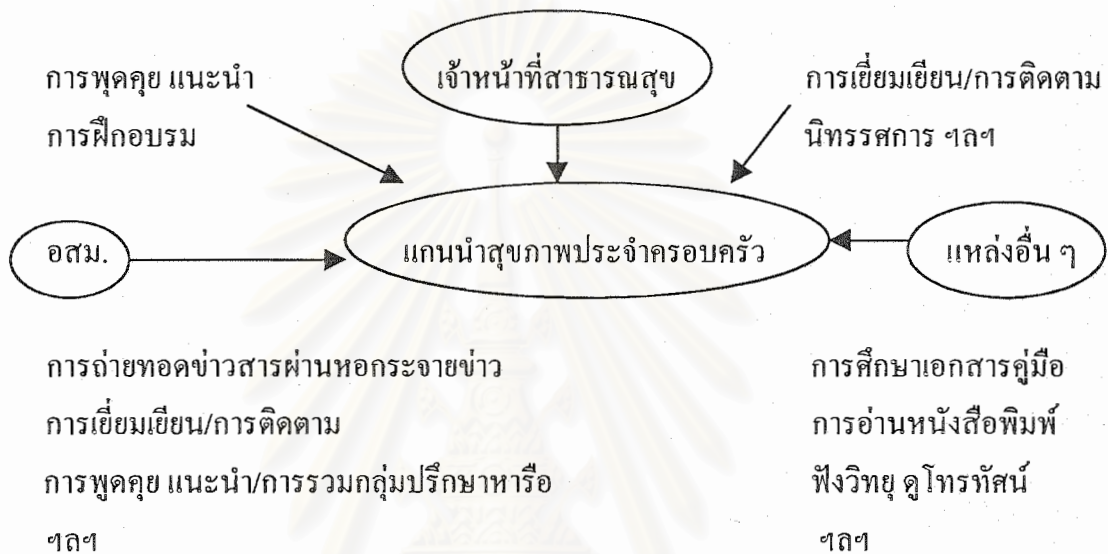 เจ้าหน้าที่สาธารณสุข
การพุดคุย แนะนำ
การฝึกอบรม
การเยี่ยมเยียน/การติดตาม
นิทรรศการ ฯลฯ
อสม.
แกนนำสุขภาพประจำครอบครัว
แหล่งอื่น ๆ
การถ่ายทอดข่าวสารผ่านหอกระจายข่าว
การเยี่ยมเยียน/การติดตาม
การพูดคุย แนะนำ/การรวมกลุ่มปรึกษาหารือ
ฯลฯ
การศึกษาเอกสารคู่มือ
การอ่านหนังสือพิมพ์
ฟังวิทยุ ดูโทรทัศน์
ฯลฯ